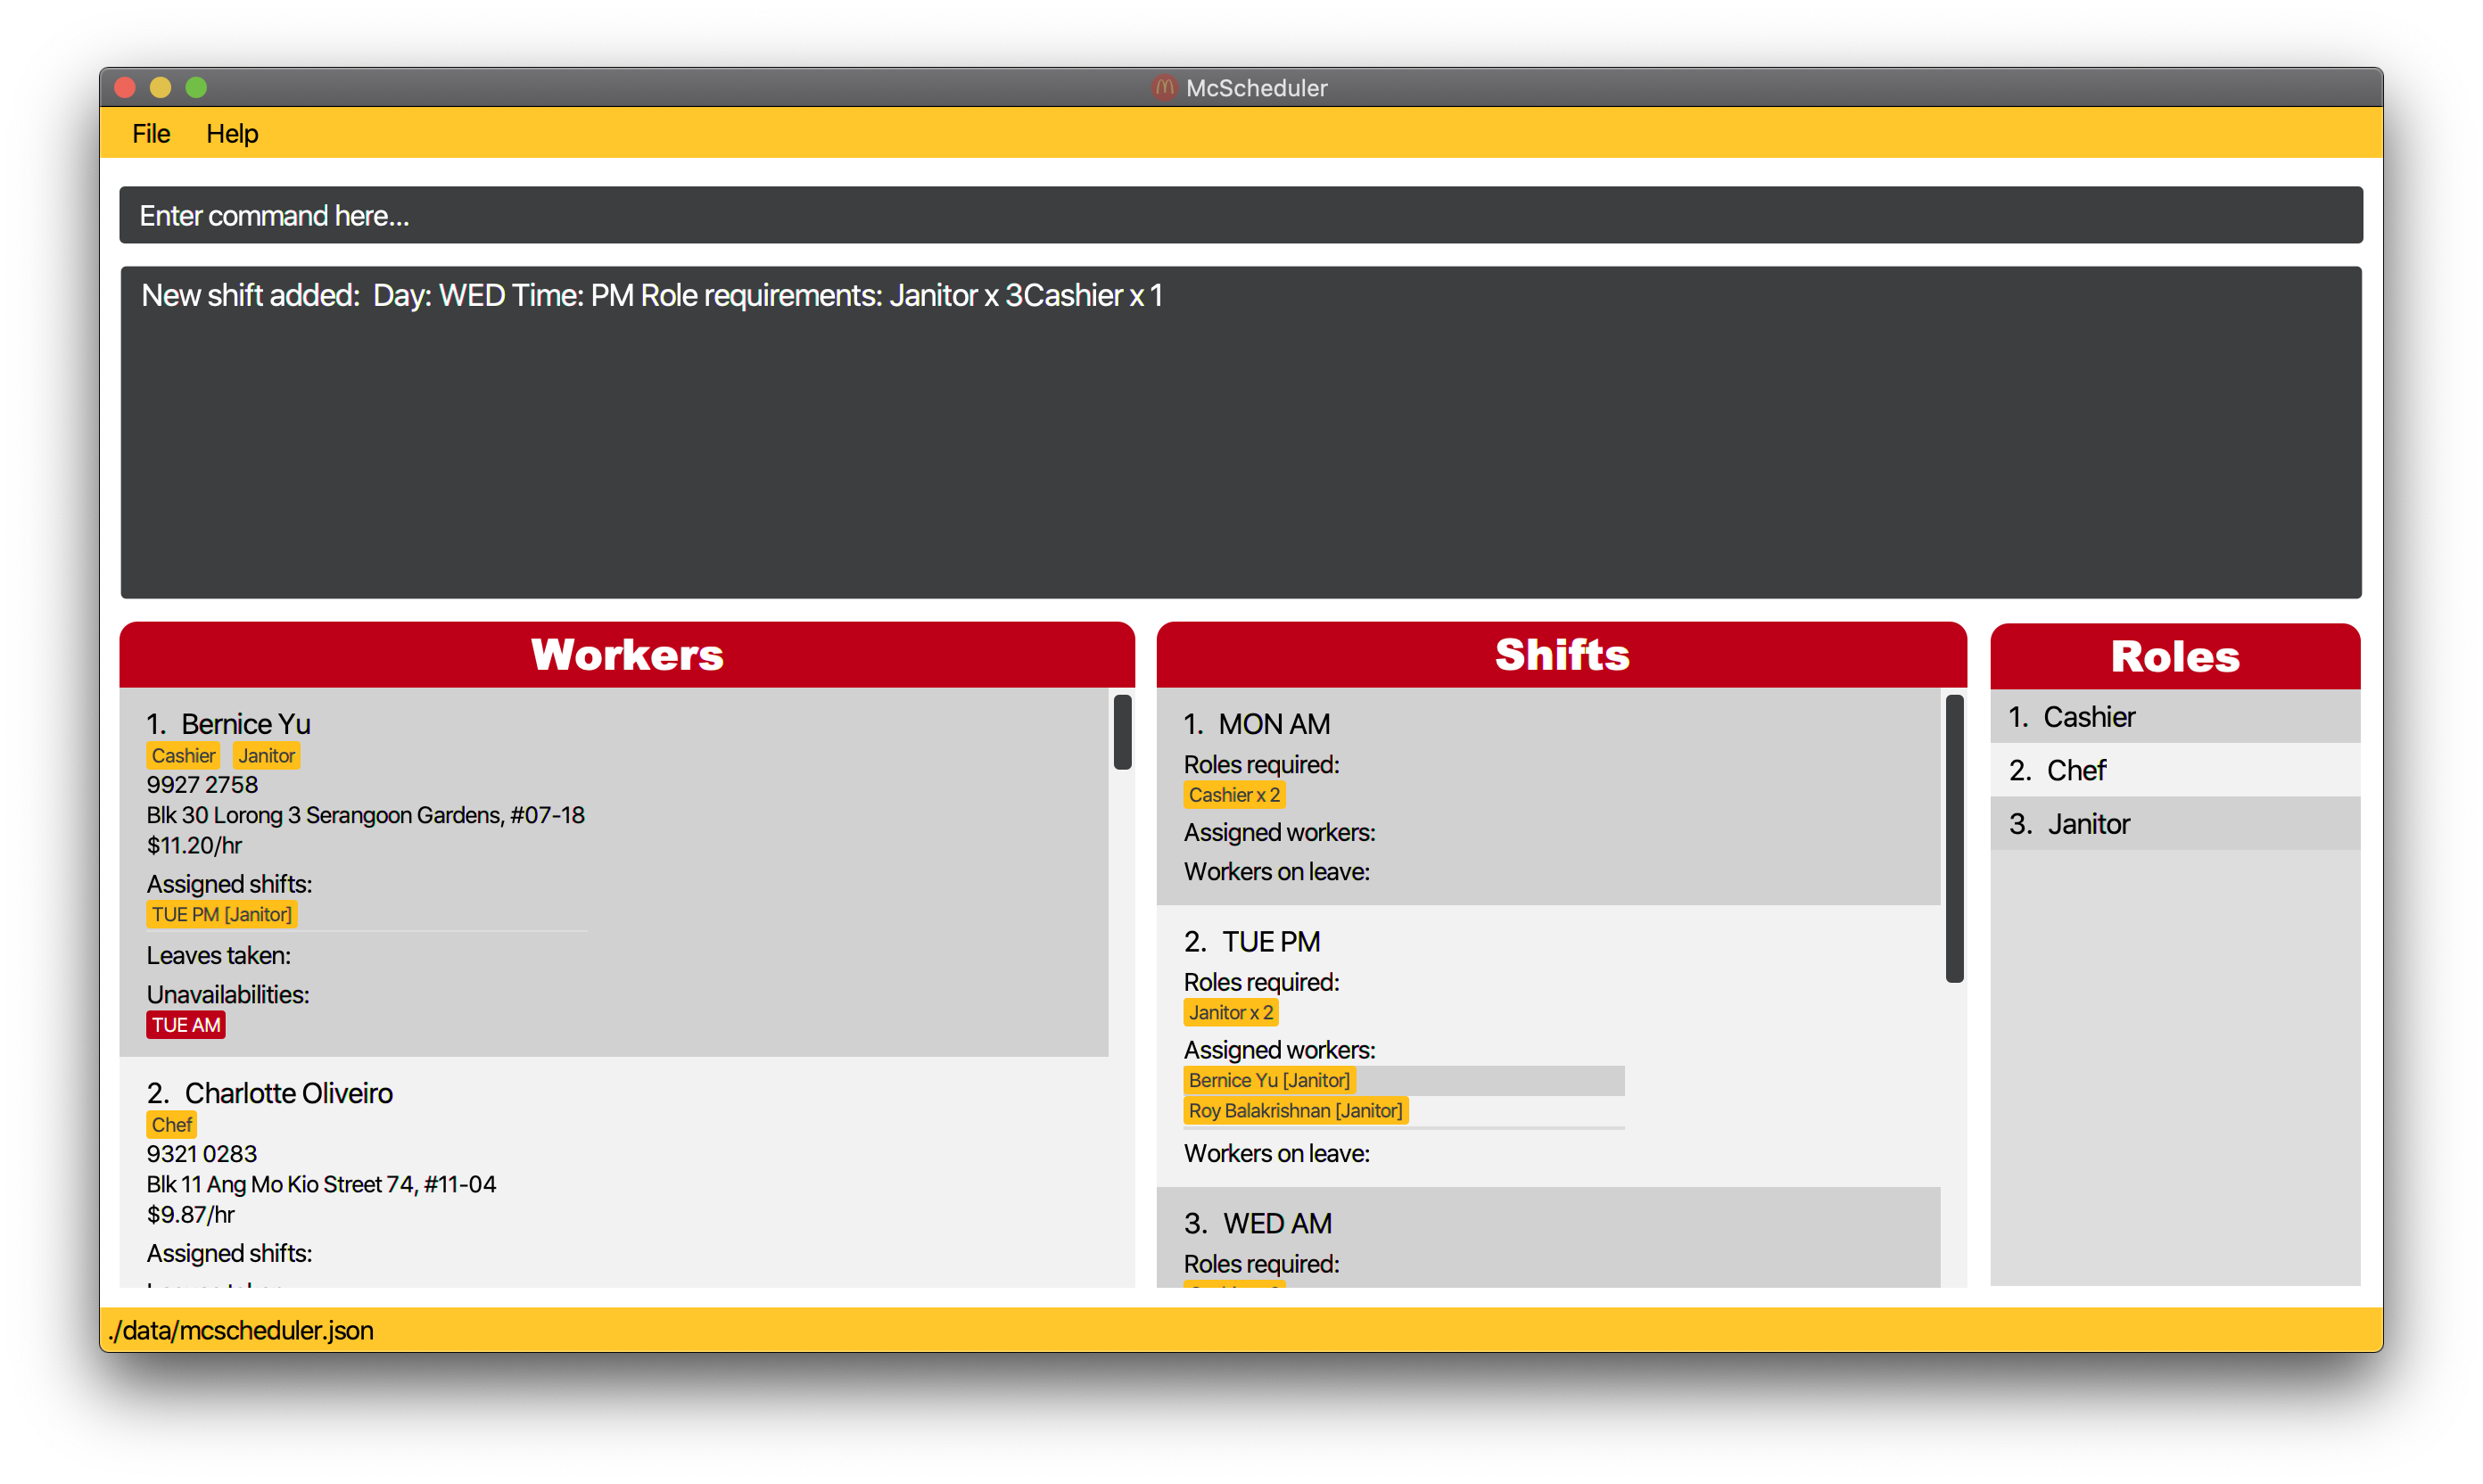 McScheduler
File Help
Enter command here...
New shift added:  Day: WED Time: PM Role requirements: Janitor x 3Cashier x 1
Workers
1. Bernice Yu
Cashier Janitor
9927 2758
Blk 30 Lorong 3 Serangoon Gardens, #07-18
$11.20/hr
Assigned shifts:
TUE PM [Janitor]
Leaves taken:
Unavailabilities:
TUE AM
2. Charlotte Oliveiro
Chef
9321 0283
Blk 11 Ang Mo Kio Street 74, #11-04
$9.87/hr
Assigned shifts:
Shifts
1. MON AM
Roles required:
Cashier x 2
Assigned workers:
Workers on leave:
2. TUE PM
Roles required:
Janitor x 2
Assigned workers:
Bernice Yu [Janitor]
Roy Balakrishnan [Janitor]
Workers on leave:
3. WED AM
Roles required:
Roles
1. Cashier
2. Chef
3. Janitor
./data/mcscheduler.json